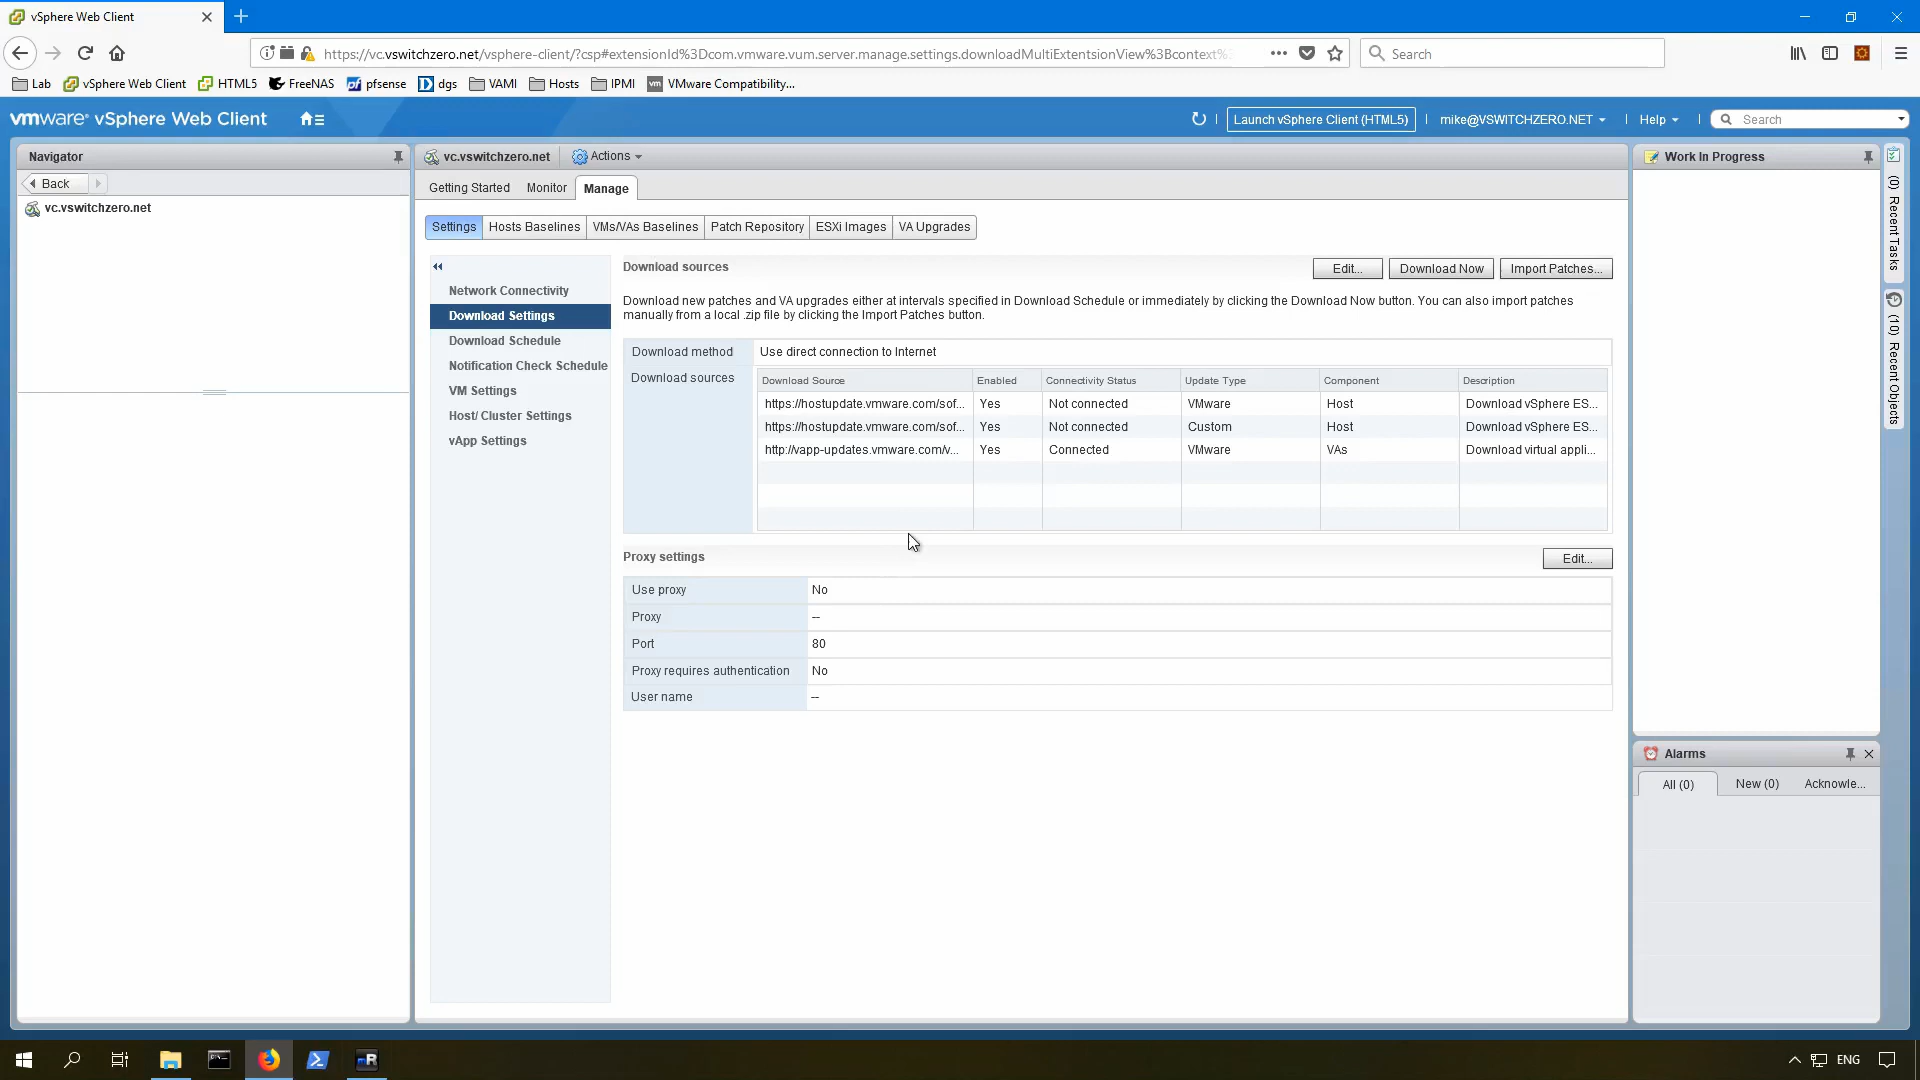 vSphere Web Client
https://vc.vswitchzero.net/vsphere-client/?csp#extensionId%3Dcom.vmware.vum.server.manage.settings.downloadMultiExtentsionView%3Bcontext%
Search
Lab
vSphere Web Client
HTML5
FreeNAS
pfsense
dgs
VAMI
Hosts
IPMI
VMware Compatibility...
vmware® vSphere Web Client
Launch vSphere Client (HTML5)
mike@VSWITCHZERO.NET
Help
Search
Navigator
Back
vc.vswitchzero.net
vc.vswitchzero.net
Actions
Getting Started
Monitor
Manage
Settings
Hosts Baselines
VMs/VAs Baselines
Patch Repository
ESXi Images
VA Upgrades
Network Connectivity
Download Settings
Download Schedule
Notification Check Schedule
VM Settings
Host/ Cluster Settings
vApp Settings
Download sources
Edit...
Download Now
Import Patches...
Download new patches and VA upgrades either at intervals specified in Download Schedule or immediately by clicking the Download Now button. You can also import patches
manually from a local .zip file by clicking the Import Patches button.
Download method
Use direct connection to Internet
Download sources
Download Source Enabled Connectivity Status Update Type Component Description
https://hostupdate.vmware.com/sof... Yes Not connected VMware Host Download vSphere ES...
https://hostupdate.vmware.com/sof... Yes Not connected Custom Host Download vSphere ES...
http://vapp-updates.vmware.com/v... Yes Connected VMware VAs Download virtual appli...
Proxy settings
Edit...
Use proxy No
Proxy --
Port 80
Proxy requires authentication No
User name --
Work In Progress
(0) Recent Tasks
(10) Recent Objects
Alarms
All (0)
New (0)
Acknowle...
ENG